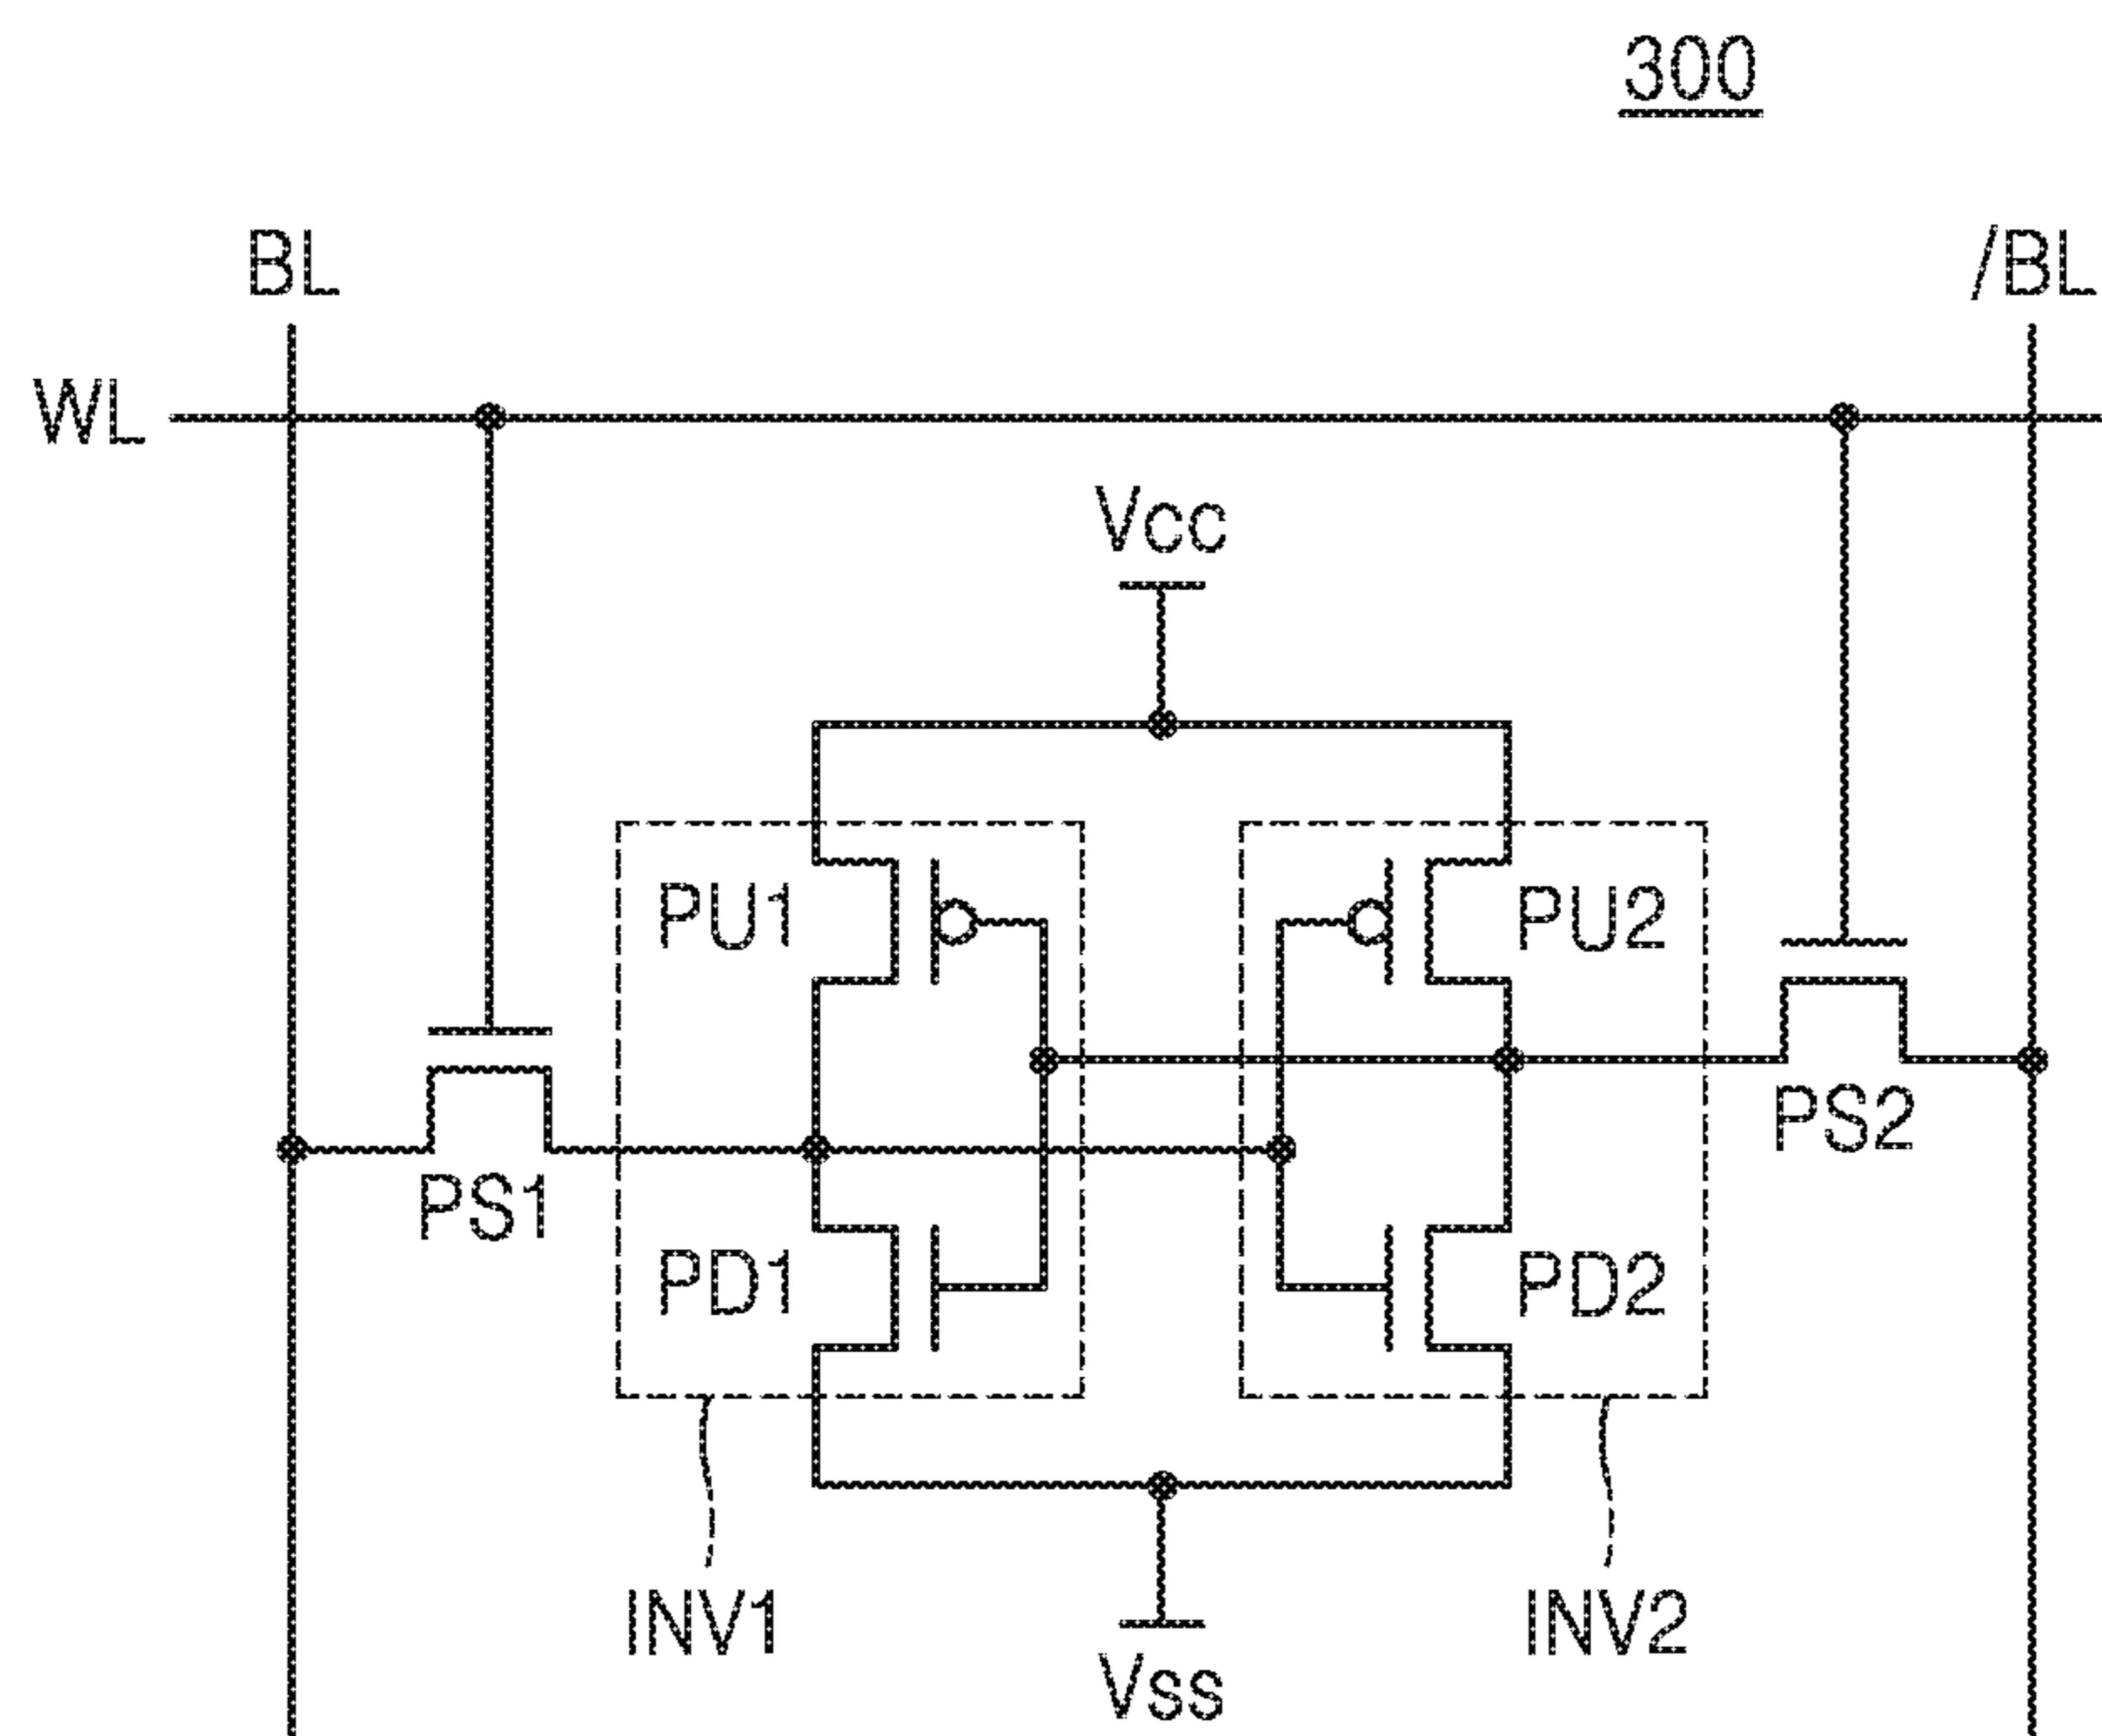 300
BL
/BL
WL
Vcc
PU1
PU2
PS1
PS2
PD1
PD2
INV1
INV2
Vss